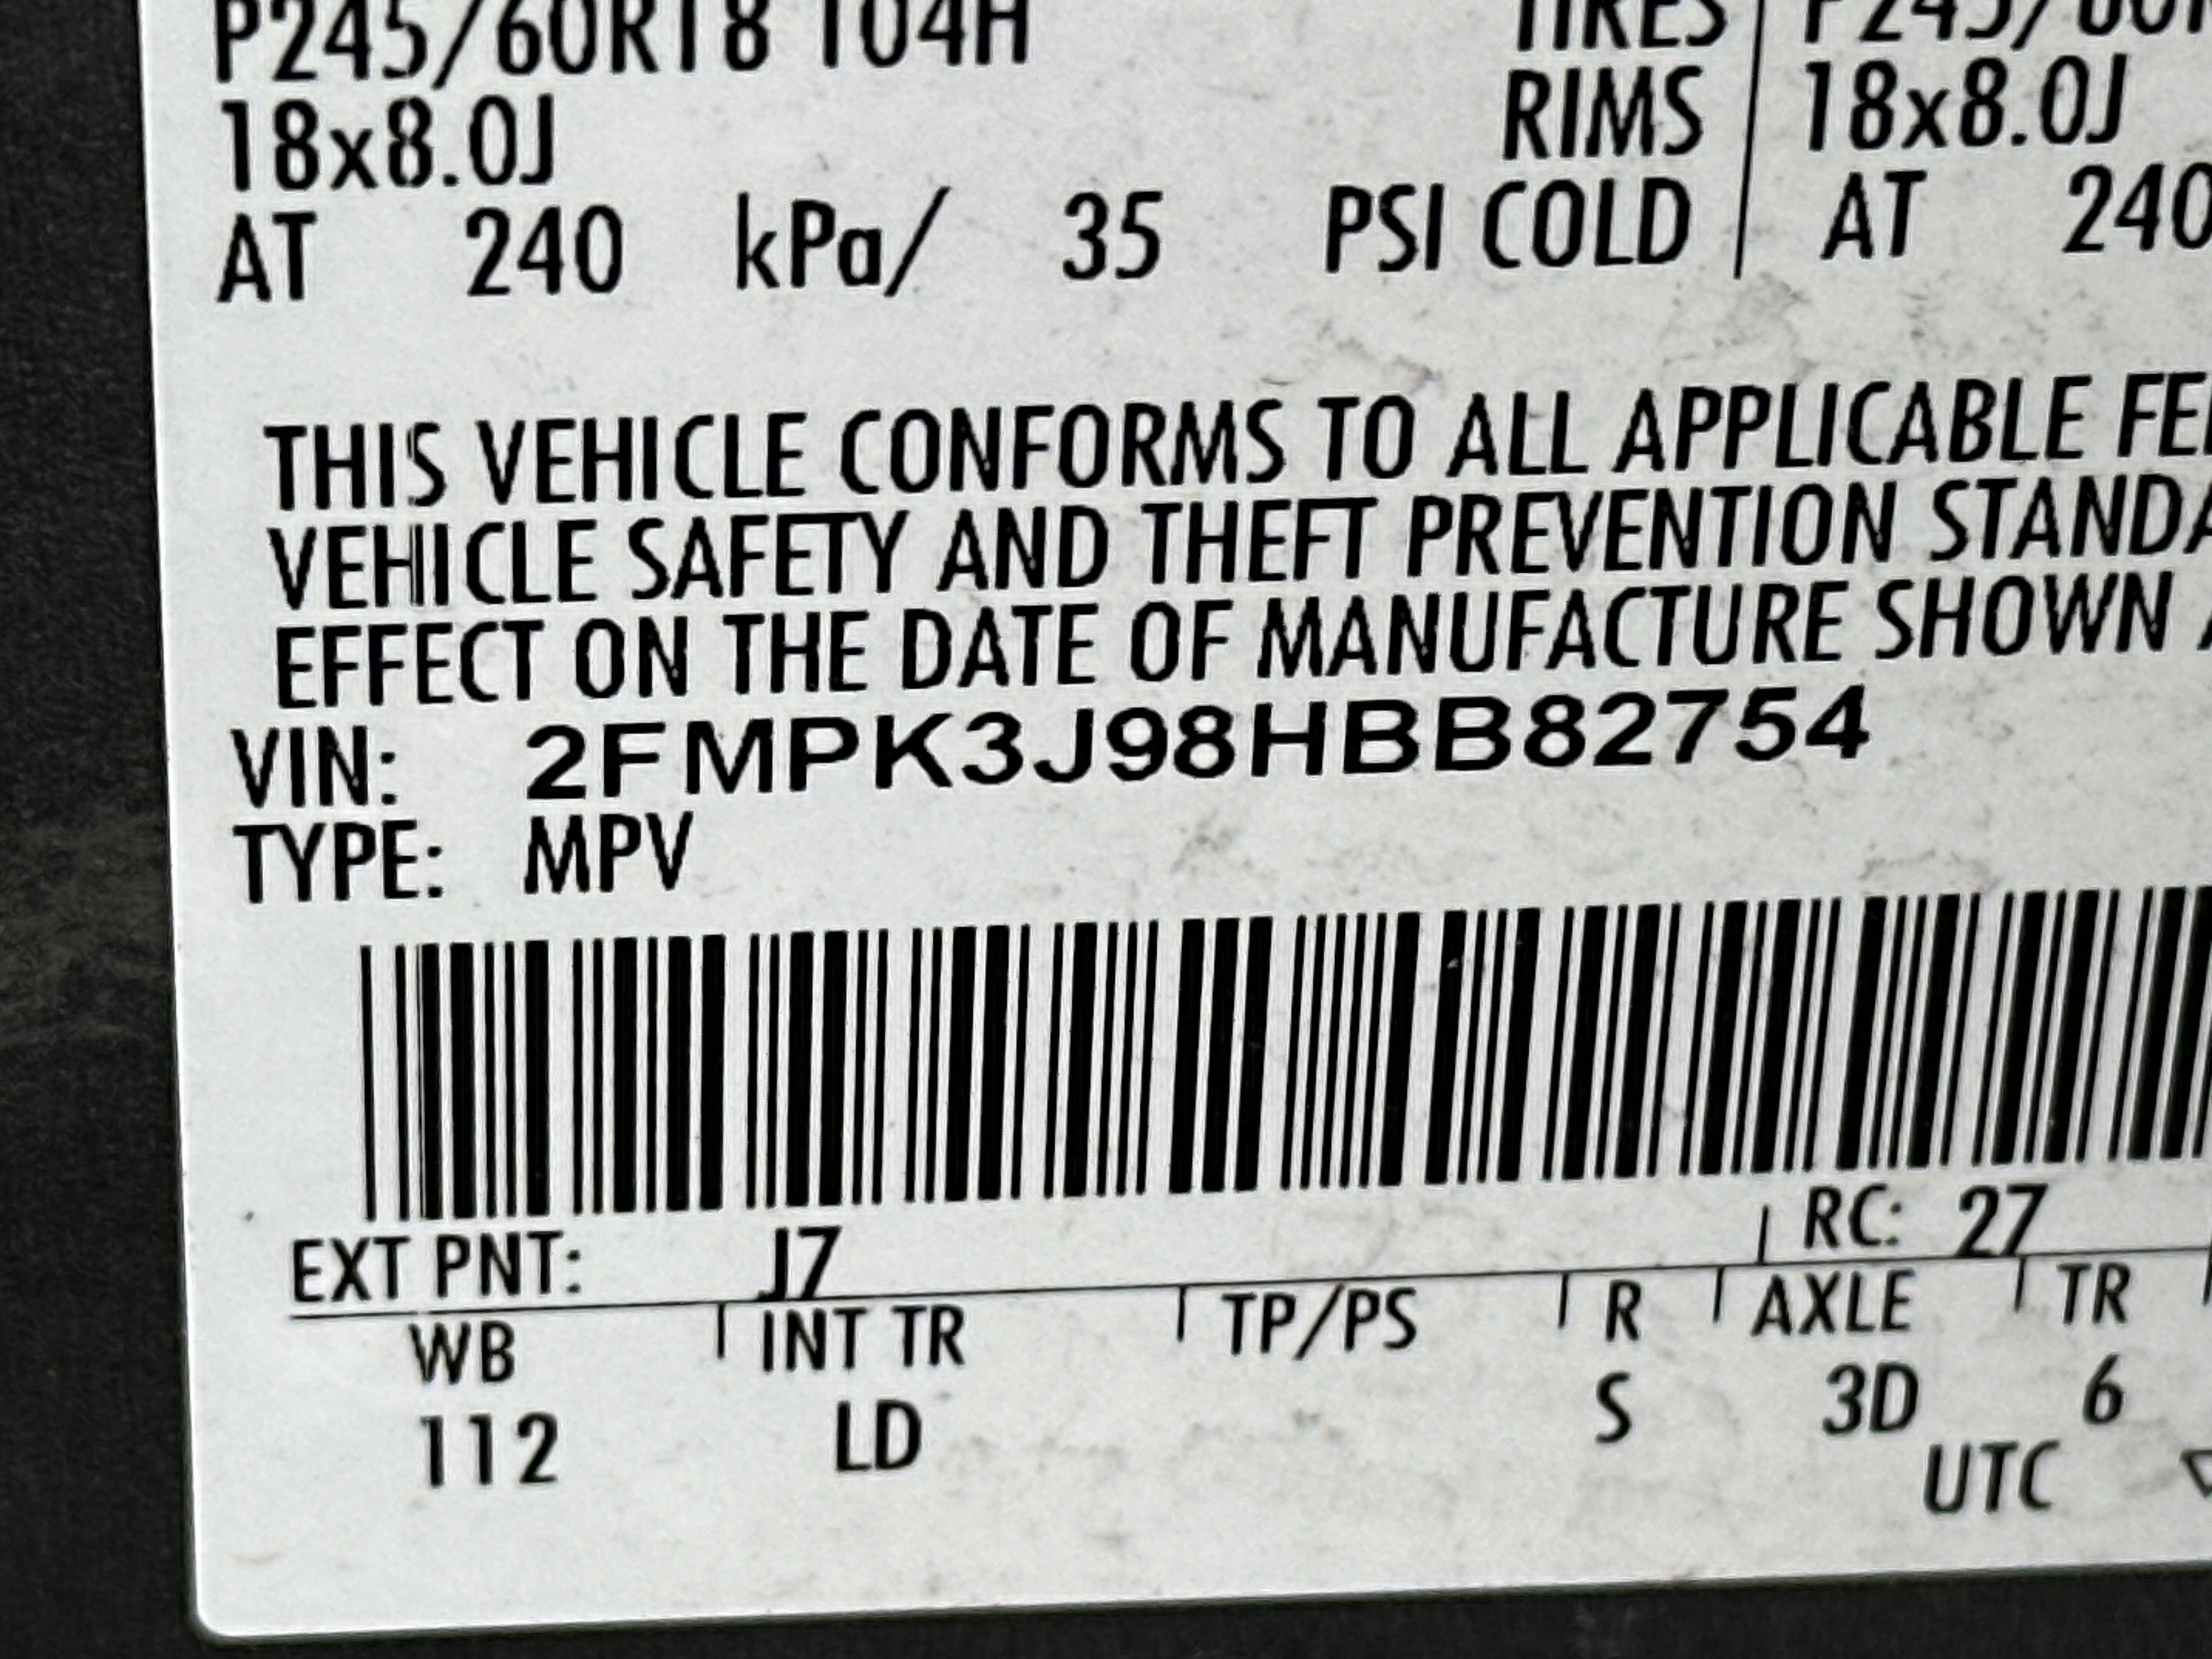 P245/60R18 104H TIRES P245/60R
18x8.0J RIMS 18x8.0J
AT 240 kPa/ 35 PSI COLD AT 240
THIS VEHICLE CONFORMS TO ALL APPLICABLE
VEHICLE SAFETY AND THEFT PREVENTION
EFFECT ON THE DATE OF MANUFACTURE SHOWN
VIN: 2FMPK3J98HBB82754
TYPE: MPV
EXT PNT: J7 RC: 27
WB INT TR TP/PS R AXLE TR
112 LD S 3D 6
UTC